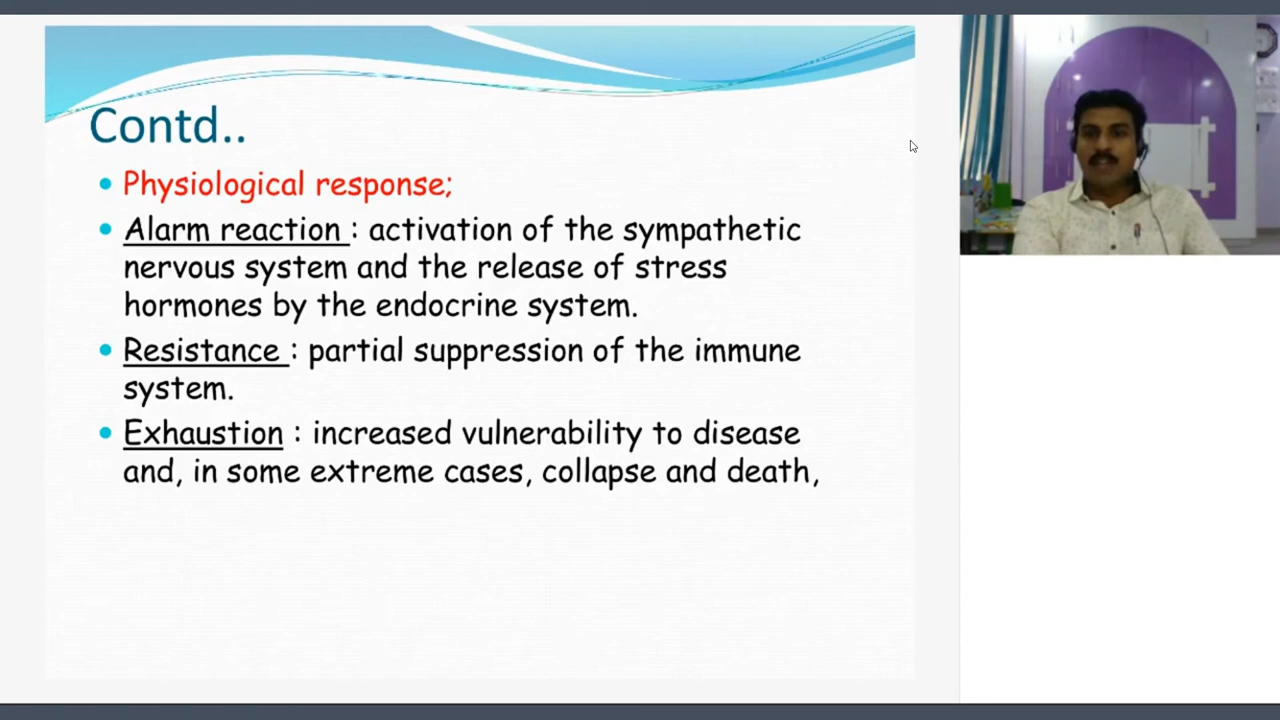 Contd..
Physiological response;
Alarm reaction : activation of the sympathetic
nervous system and the release of stress
hormones by the endocrine system.
Resistance : partial suppression of the immune
system.
Exhaustion : increased vulnerability to disease
and, in some extreme cases, collapse and death,